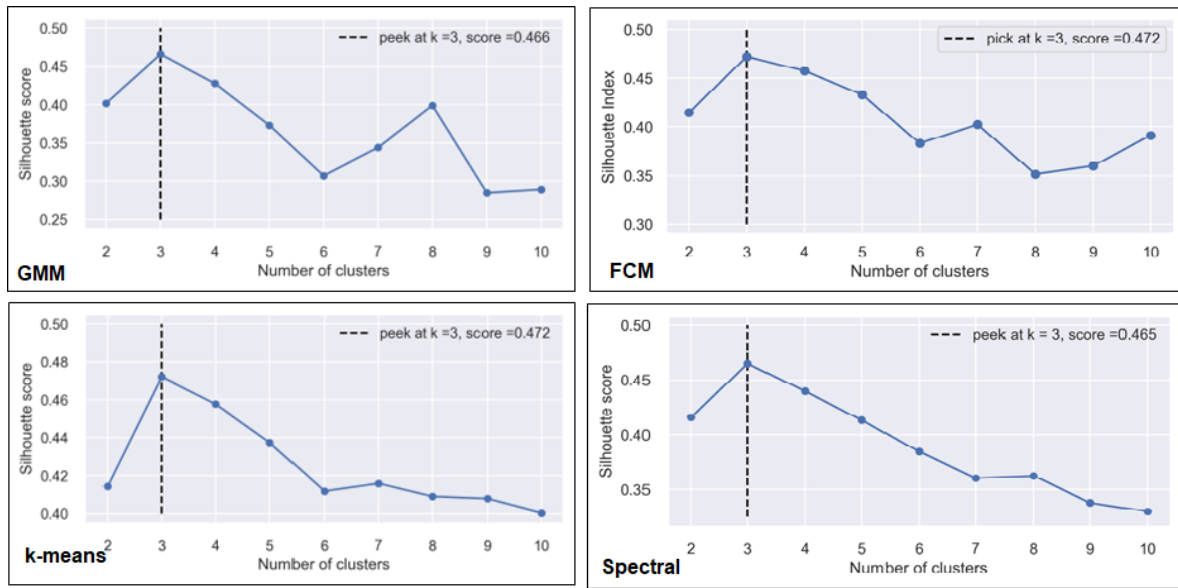 0.50
0.45
0.40
0.35
0.30
0.25
Silhouette score
peek at k =3, score =0.466
2 3 4 5 6 7 8 9 10
Number of clusters
GMM
0.50
0.45
0.40
0.35
0.30
Silhouette Index
pick at k =3, score =0.472
2 3 4 5 6 7 8 9 10
Number of clusters
FCM
0.50
0.48
0.46
0.44
0.42
0.40
Silhouette score
peek at k =3, score =0.472
2 3 4 5 6 7 8 9 10
Number of clusters
k-means
0.50
0.45
0.40
0.35
Silhouette score
peek at k = 3, score =0.465
2 3 4 5 6 7 8 9 10
Number of clusters
Spectral